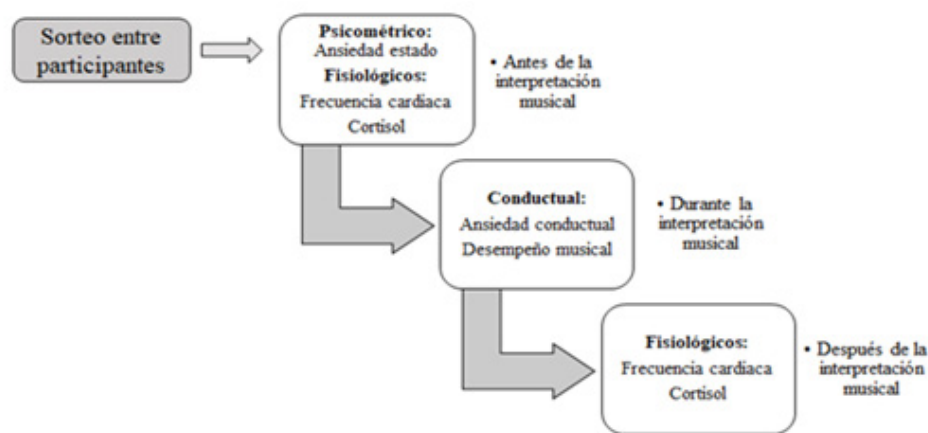 Sorteo entre
participantes
Psicométrico:
Ansiedad estado
Fisiológicos:
Frecuencia cardiaca
Cortisol
• Antes de la
interpretación
musical
Conductual:
Ansiedad conductual
Desempeño musical
• Durante la
interpretación
musical
Fisiológicos:
Frecuencia cardiaca
Cortisol
• Después de la
interpretación
musical